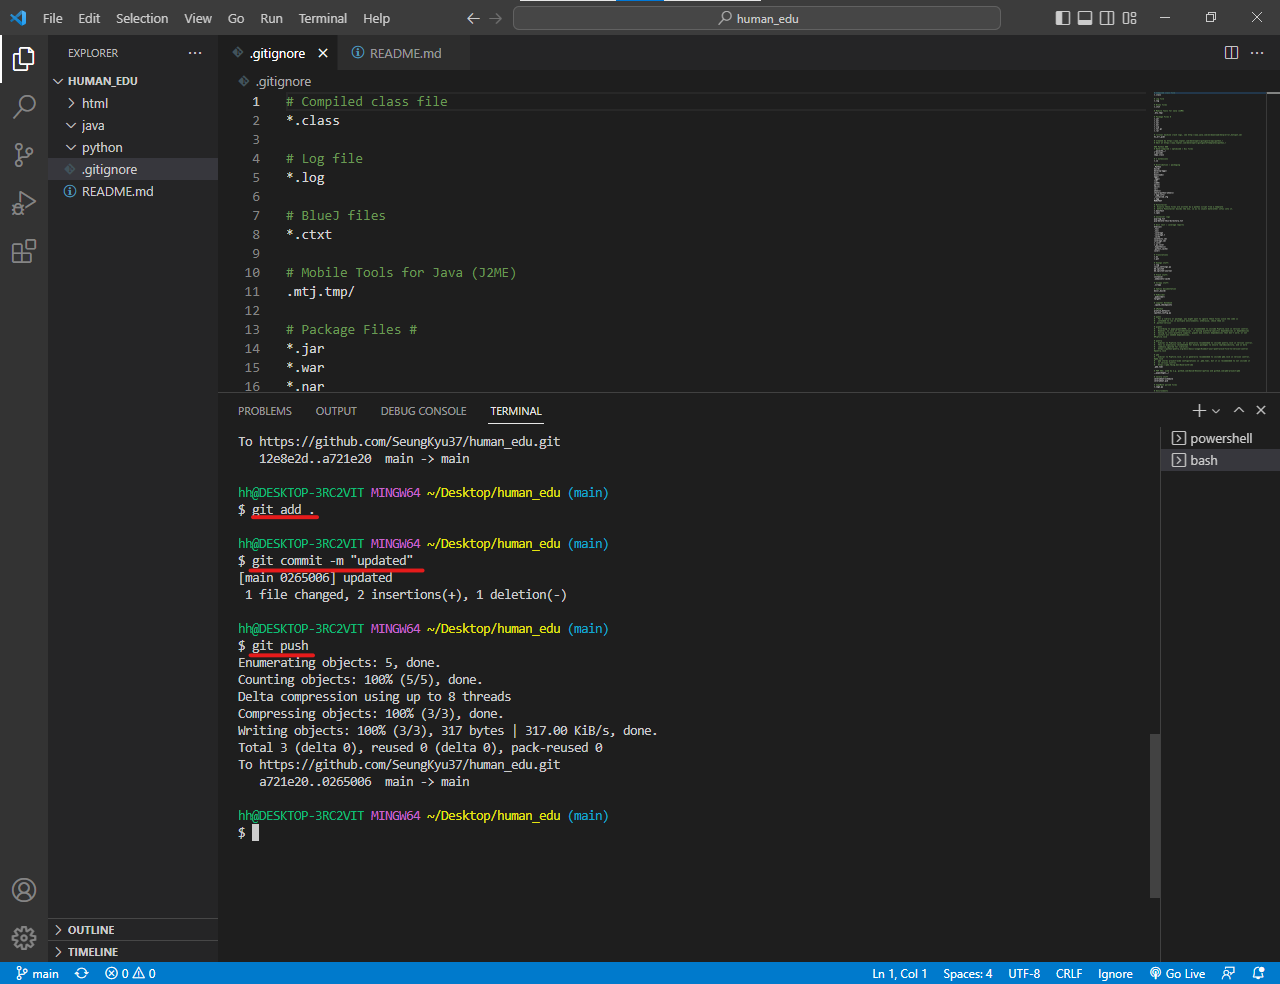 File Edit Selection View Go Run Terminal Help
human_edu
EXPLORER
HUMAN_EDU
html
java
python
.gitignore
README.md
OUTLINE
TIMELINE
.gitignore
README.md
.gitignore
1 # Compiled class file
2 *.class
3
4 # Log file
5 *.log
6
7 # BlueJ files
8 *.ctxt
9
10 # Mobile Tools for Java (J2ME)
11 .mtj.tmp/
12
13 # Package Files #
14 *.jar
15 *.war
16 *.nar
PROBLEMS OUTPUT DEBUG CONSOLE TERMINAL
powershell
bash
To https://github.com/SeungKyu37/human_edu.git
12e8e2d..a721e20 main -> main
hh@DESKTOP-3RC2VIT MINGW64 ~/Desktop/human_edu (main)
$ git add .
hh@DESKTOP-3RC2VIT MINGW64 ~/Desktop/human_edu (main)
$ git commit -m "updated"
[main 0265006] updated
1 file changed, 2 insertions(+), 1 deletion(-)
hh@DESKTOP-3RC2VIT MINGW64 ~/Desktop/human_edu (main)
$ git push
Enumerating objects: 5, done.
Counting objects: 100% (5/5), done.
Delta compression using up to 8 threads
Compressing objects: 100% (3/3), done.
Writing objects: 100% (3/3), 317 bytes | 317.00 KiB/s, done.
Total 3 (delta 0), reused 0 (delta 0), pack-reused 0
To https://github.com/SeungKyu37/human_edu.git
a721e20..0265006 main -> main
hh@DESKTOP-3RC2VIT MINGW64 ~/Desktop/human_edu (main)
$
main 0 0 Ln 1, Col 1 Spaces: 4 UTF-8 CRLF Ignore Go Live